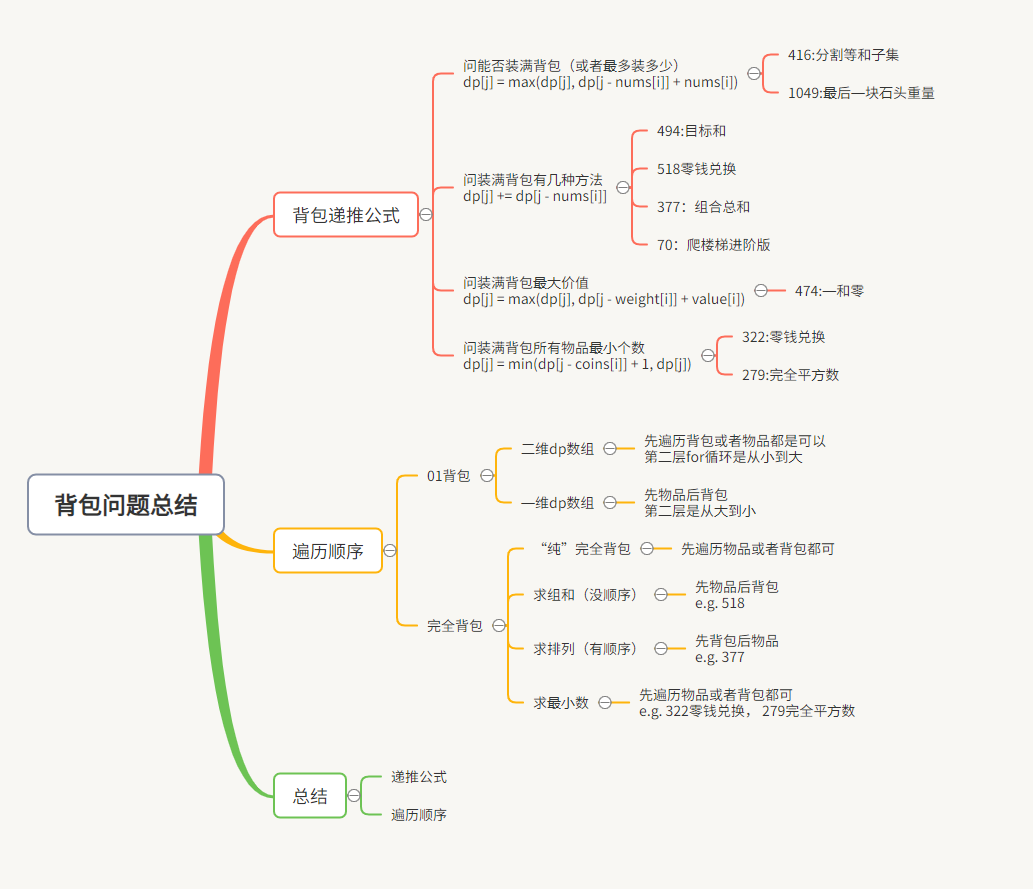 背包问题总结
背包递推公式
问能否装满背包（或者最多装多少）
dp[j] = max(dp[j], dp[j - nums[i]] + nums[i])
416:分割等和子集
1049:最后一块石头重量
问装满背包有几种方法
dp[j] += dp[j - nums[i]]
494:目标和
518零钱兑换
377：组合总和
70：爬楼梯进阶版
问装满背包最大价值
dp[j] = max(dp[j], dp[j - weight[i]] + value[i])
474:一和零
问装满背包所有物品最小个数
dp[j] = min(dp[j - coins[i]] + 1, dp[j])
322:零钱兑换
279:完全平方数
遍历顺序
01背包
二维dp数组
先遍历背包或者物品都是可以
第二层for循环是从小到大
一维dp数组
先物品后背包
第二层是从大到小
完全背包
“纯”完全背包
先遍历物品或者背包都可
求组和（没顺序）
先物品后背包
e.g. 518
求排列（有顺序）
先背包后物品
e.g. 377
求最小数
先遍历物品或者背包都可
e.g. 322零钱兑换， 279完全平方数
总结
递推公式
遍历顺序